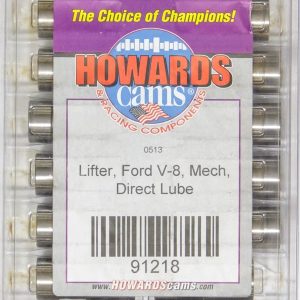 The Choice of Champions!
HOWARDS
cams®
& RACING COMPONENTS
0513
Lifter, Ford V-8, Mech,
Direct Lube
91218
www.HOWARDScams.com